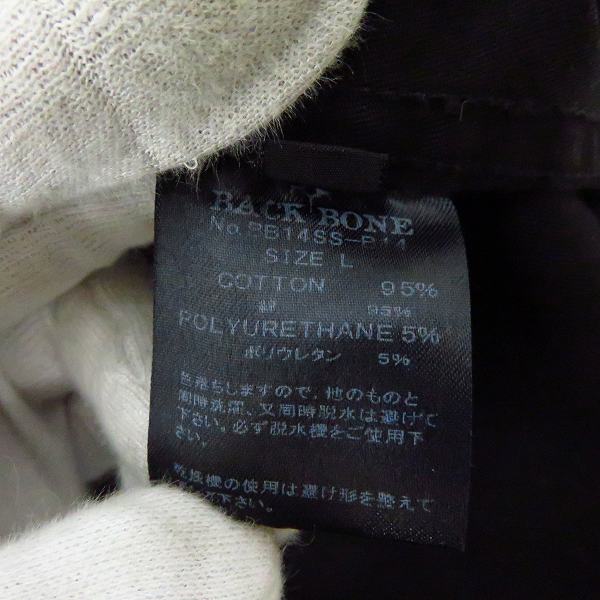 BACK BONE
No.BB14SS-P14
SIZE L
COTTON 95%
綿 95%
POLYURETHANE 5%
ポリウレタン 5%
色落ちしますので、他のものと
同時洗濯、又同時脱水は避けて
下さい。必ず脱水機をご使用下
さい。
乾燥機の使用は避け形を整えて
干して下さい。